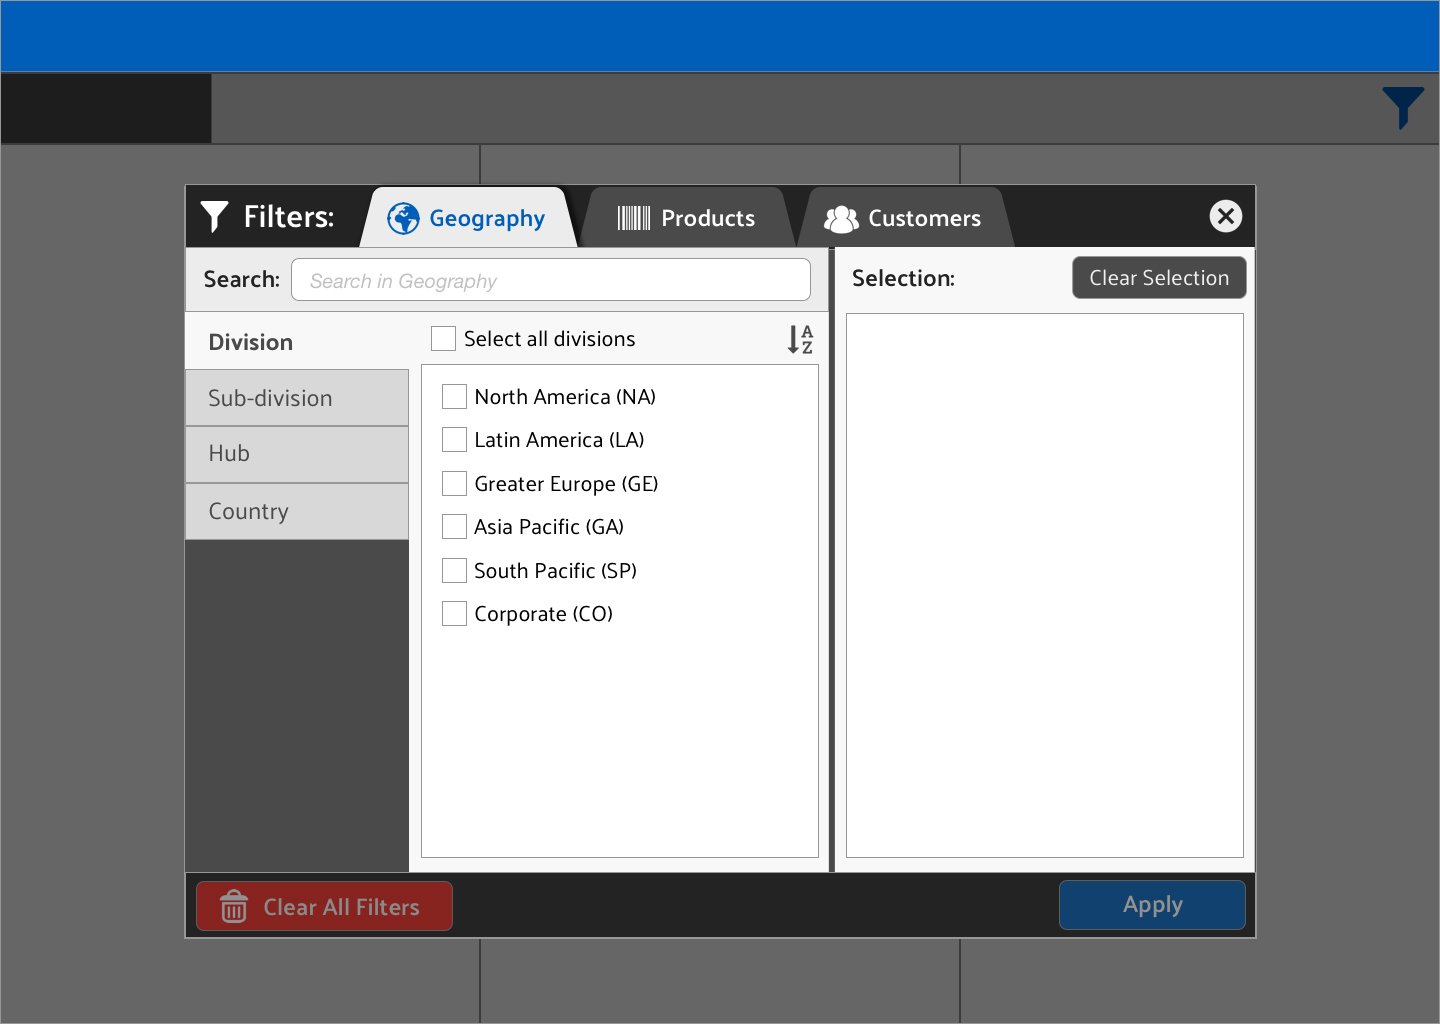 Filters:
Geography
Products
Customers
Search:
Search in Geography
Selection:
Clear Selection
Division
Sub-division
Hub
Country
Select all divisions
A
Z
North America (NA)
Latin America (LA)
Greater Europe (GE)
Asia Pacific (GA)
South Pacific (SP)
Corporate (CO)
Clear All Filters
Apply